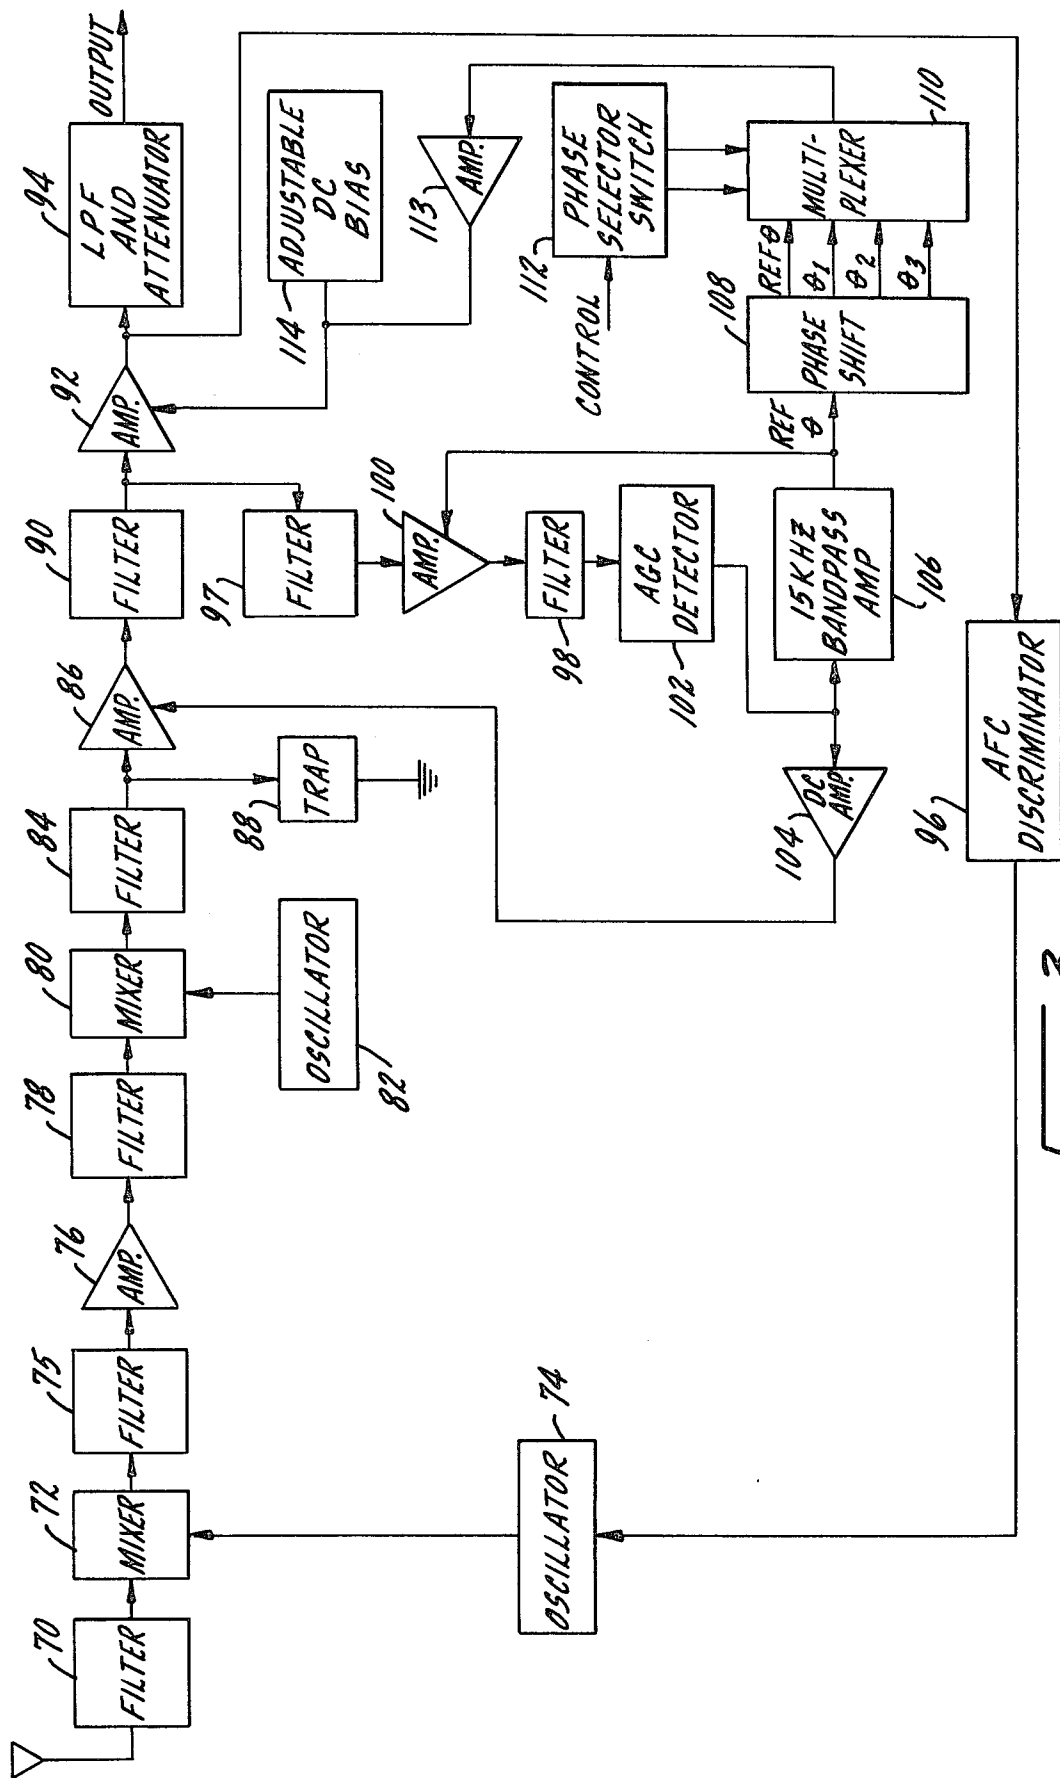 70
FILTER
72
MIXER
OSCILLATOR
74
75
FILTER
76
AMP.
78
FILTER
80
MIXER
OSCILLATOR
82
84
FILTER
88
TRAP
86
AMP.
90
FILTER
92
AMP.
94
LPF
AND
ATTENUATOR
OUTPUT
97
FILTER
100
AMP.
98
FILTER
102
AGC
DETECTOR
104
DC
AMP.
15KHZ
BANDPASS
AMP
106
REF
θ
108
PHASE
SHIFT
REF θ
θ1
θ2
θ3
MULTI-
PLEXER
110
CONTROL
112
PHASE
SELECTOR
SWITCH
113
AMP.
114
ADJUSTABLE
DC
BIAS
96
AFC
DISCRIMINATOR